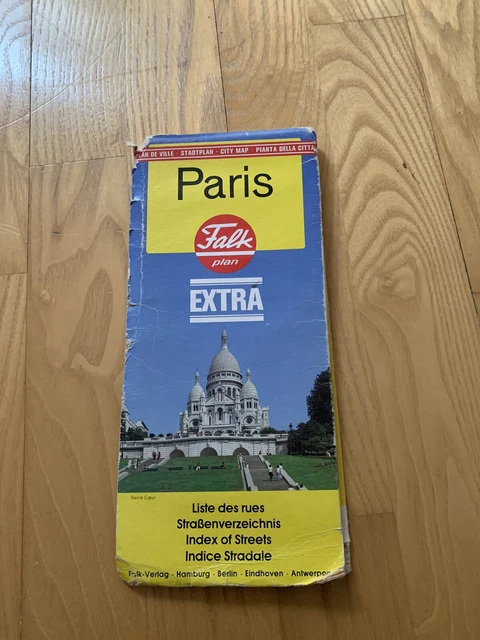 PLAN DE VILLE · STADTPLAN · CITY MAP · PIANTA DELLA CITTA
Paris
Falk
plan
EXTRA
Sacré Cœur
Liste des rues
Straßenverzeichnis
Index of Streets
Indice Stradale
Falk-Verlag · Hamburg · Berlin · Eindhoven · Antwerpen